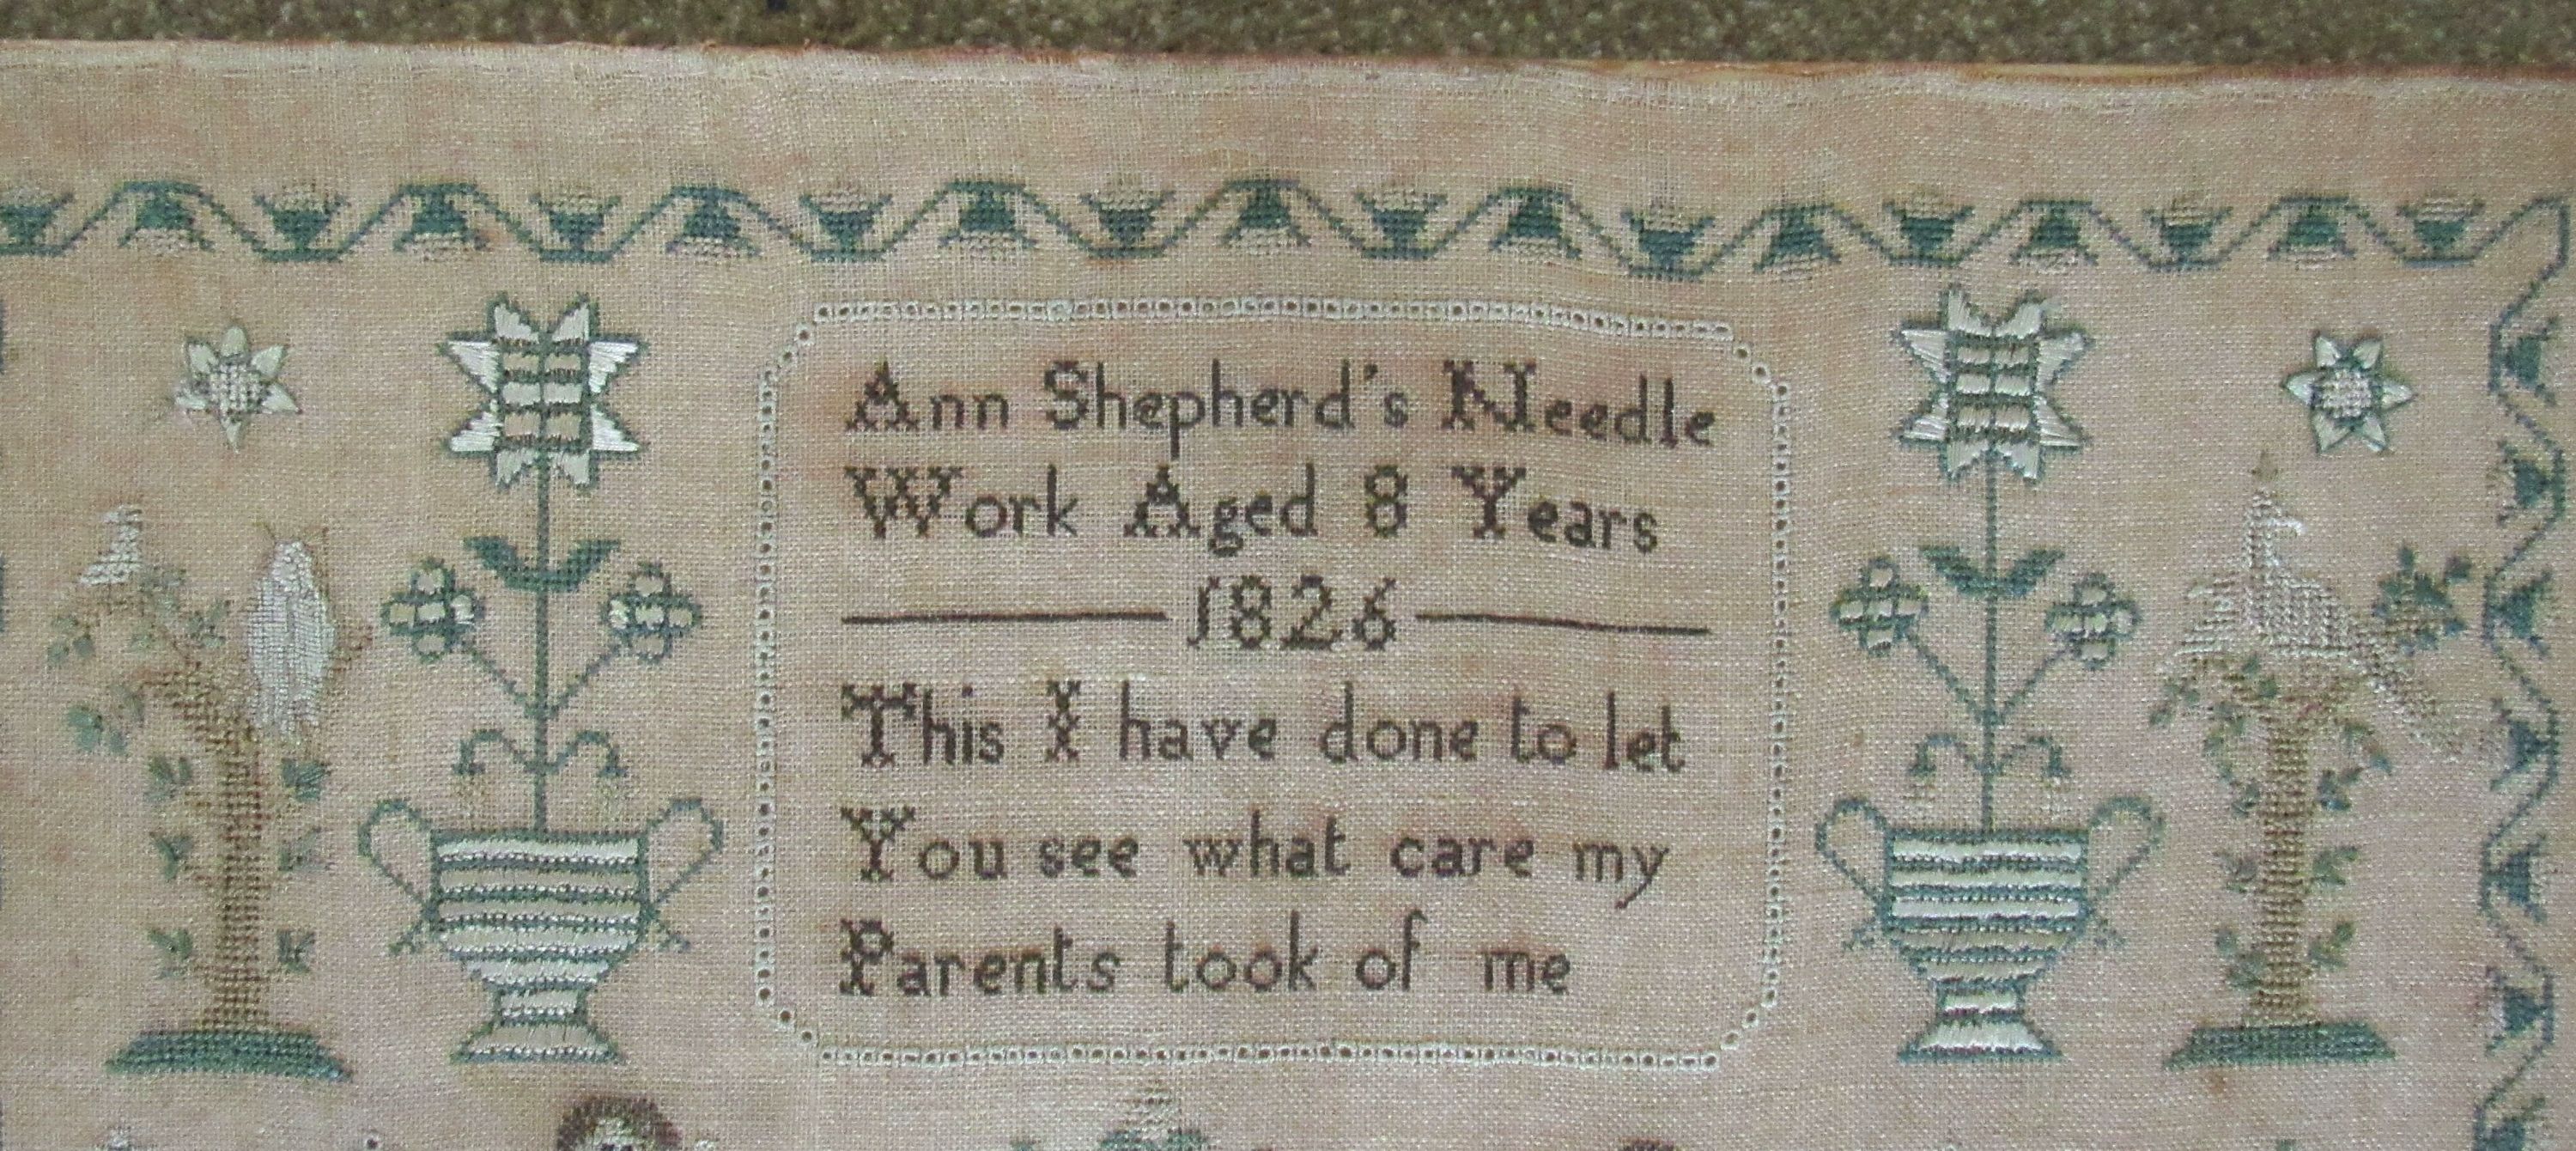 Ann Shepherd's Needle
Work Aged 8 Years
1826
This I have done to let
You see what care my
Parents took of me